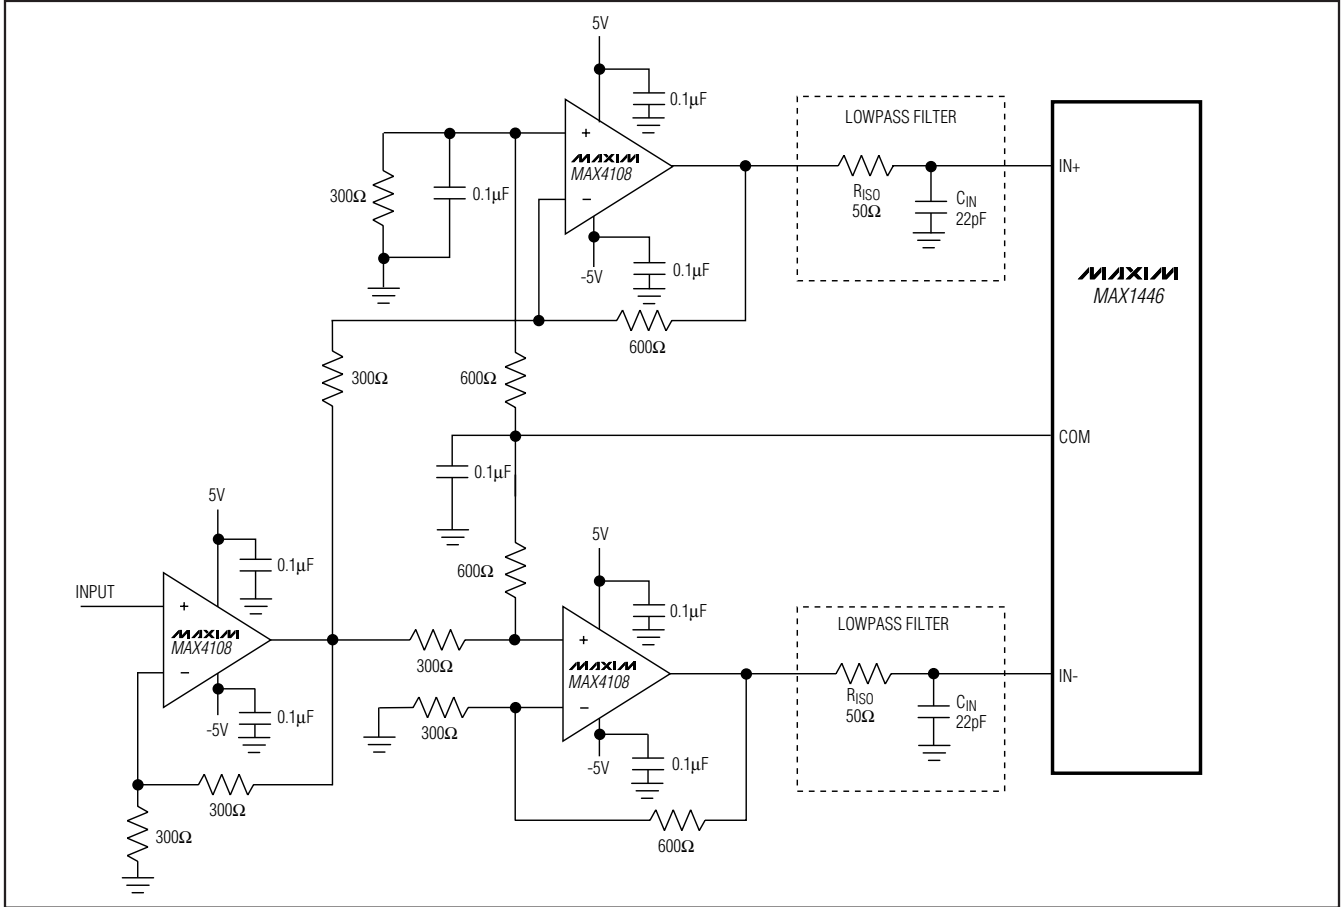 5V
0.1µF
LOWPASS FILTER
+
MAXIM
MAX4108
−
IN+
300Ω
0.1µF
RISO
50Ω
CIN
22pF
-5V
0.1µF
MAXIM
MAX1446
600Ω
300Ω
600Ω
COM
0.1µF
5V
0.1µF
5V
600Ω
INPUT
+
MAXIM
MAX4108
−
0.1µF
LOWPASS FILTER
+
MAXIM
MAX4108
−
300Ω
IN-
RISO
50Ω
CIN
22pF
-5V
0.1µF
300Ω
-5V
0.1µF
300Ω
300Ω
600Ω